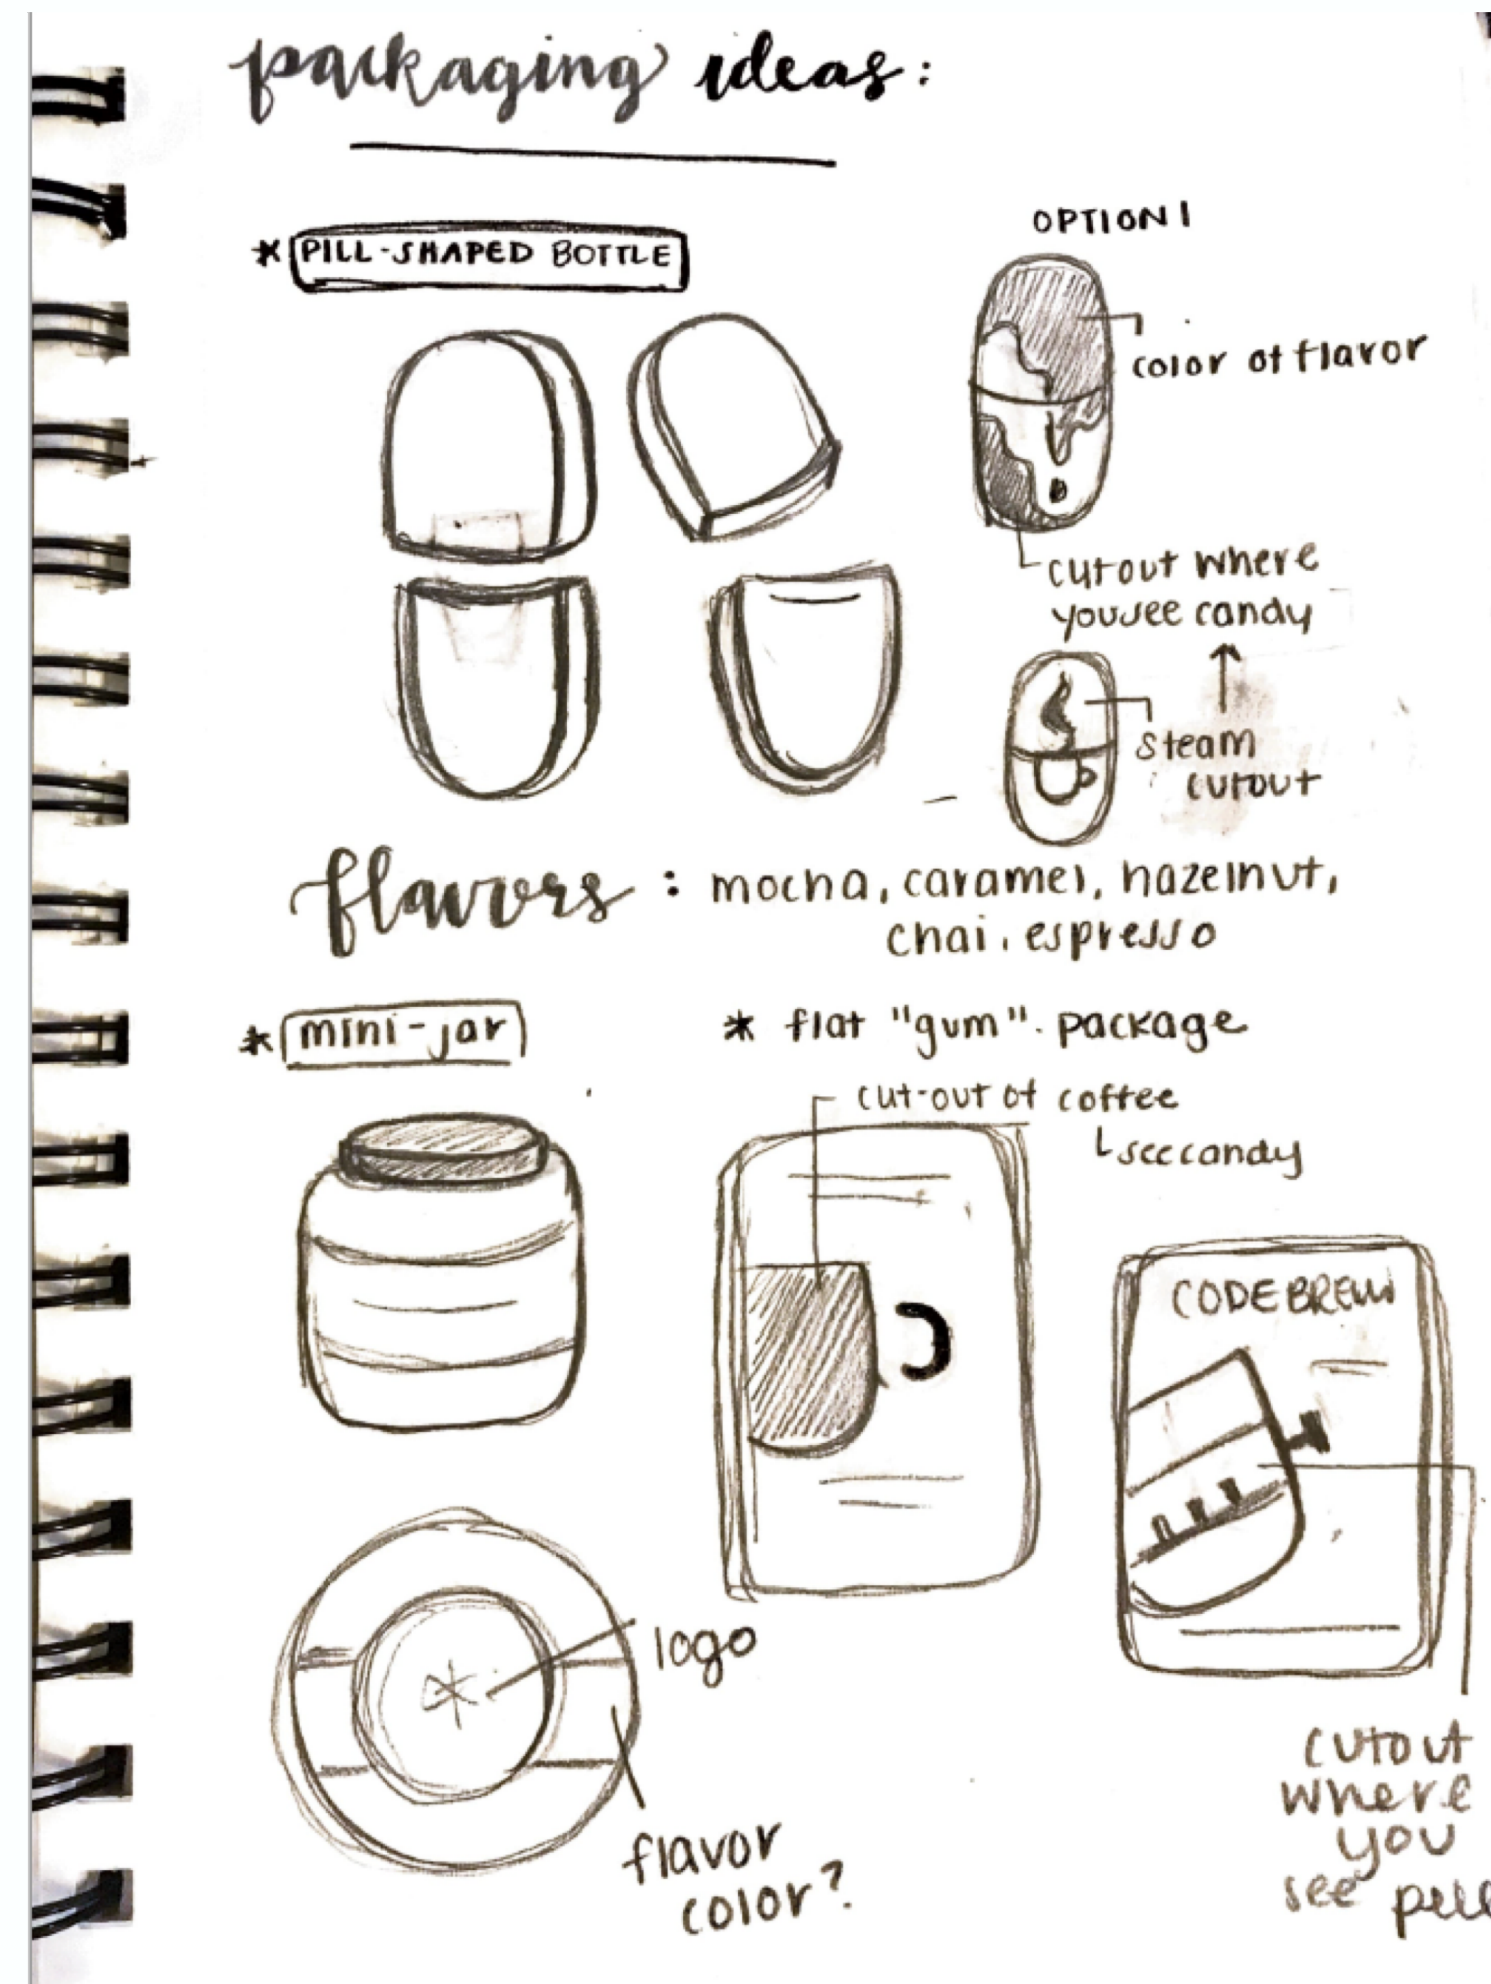 packaging ideas:
* PILL-SHAPED BOTTLE
OPTION 1
color of flavor
cutout where
you see candy
steam
cutout
flavors : mocha, caramel, hazelnut,
chai, espresso
* mini-jar
* flat "gum". package
cut-out of coffee
see candy
CODEBREW
logo
flavor
color?
cutout
where
you
see